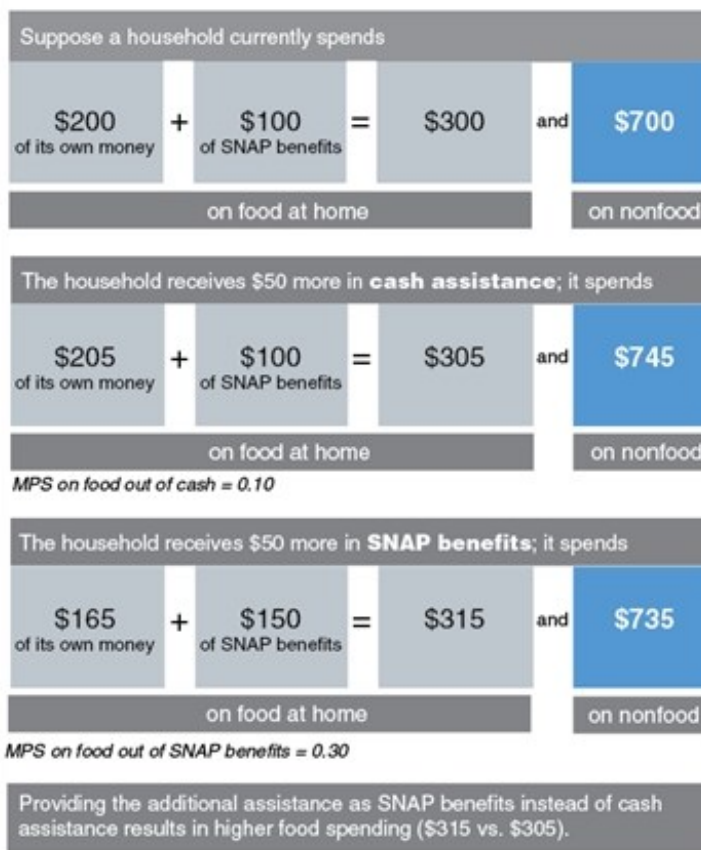 Suppose a household currently spends
$200 + $100 = $300 and $700
of its own money of SNAP benefits
on food at home on nonfood
The household receives $50 more in cash assistance; it spends
$205 + $100 = $305 and $745
of its own money of SNAP benefits
on food at home on nonfood
MPS on food out of cash = 0.10
The household receives $50 more in SNAP benefits; it spends
$165 + $150 = $315 and $735
of its own money of SNAP benefits
on food at home on nonfood
MPS on food out of SNAP benefits = 0.30
Providing the additional assistance as SNAP benefits instead of cash
assistance results in higher food spending ($315 vs. $305).